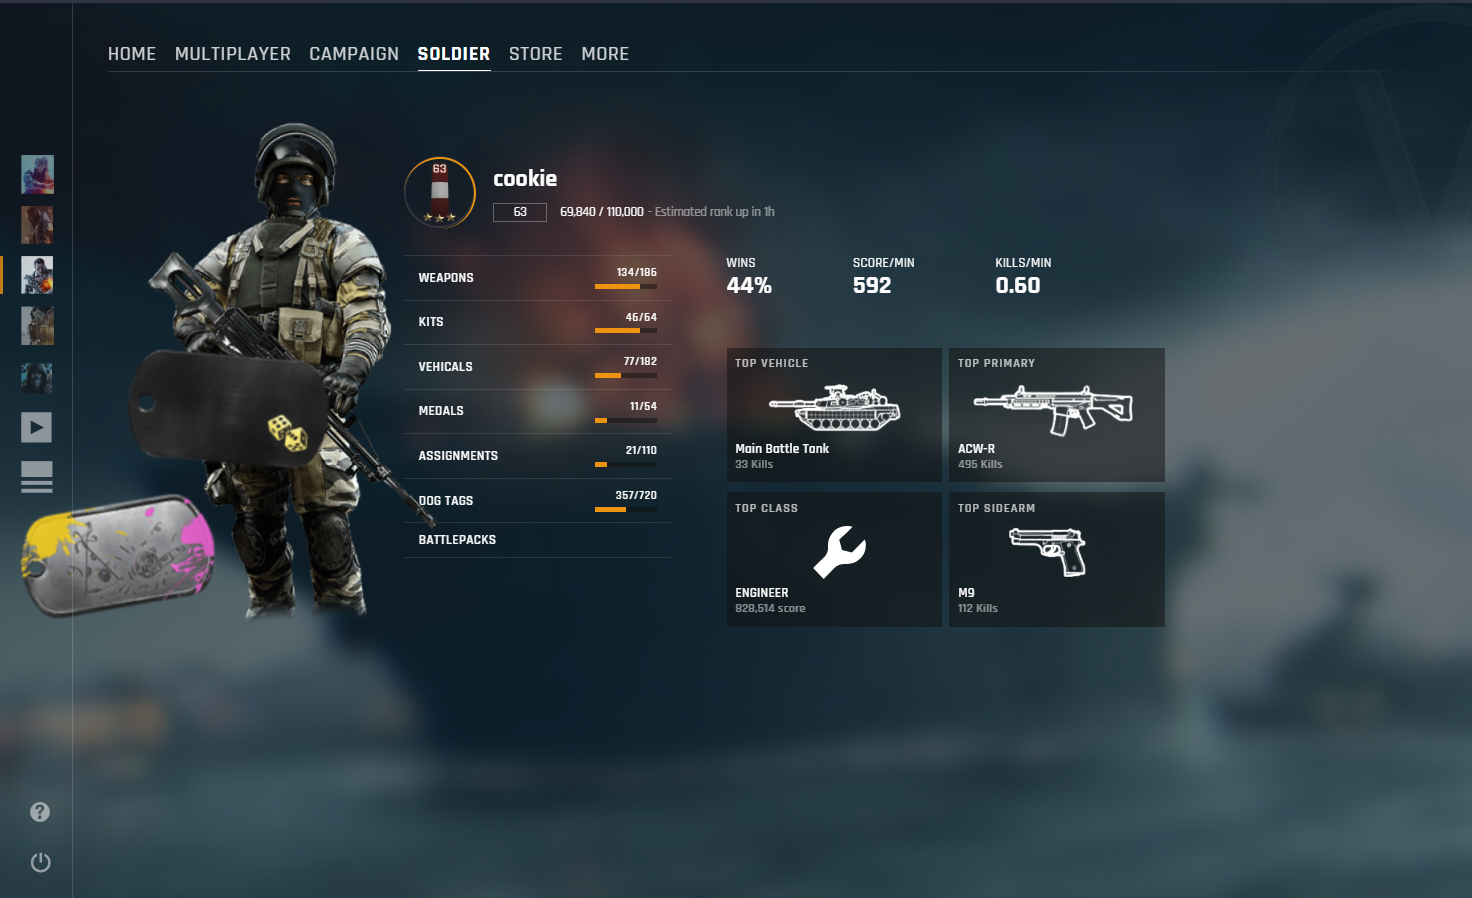 HOME MULTIPLAYER CAMPAIGN SOLDIER STORE MORE
63
cookie
63 69,840 / 110,000 - Estimated rank up in 1h
WEAPONS 134/185
KITS 45/54
VEHICALS 77/182
MEDALS 11/54
ASSIGNMENTS 21/110
DOG TAGS 357/720
BATTLEPACKS
WINS SCORE/MIN KILLS/MIN
44% 592 0.60
TOP VEHICLE
Main Battle Tank
33 Kills
TOP PRIMARY
ACW-R
495 Kills
TOP CLASS
ENGINEER
828,514 score
TOP SIDEARM
M9
112 Kills
?